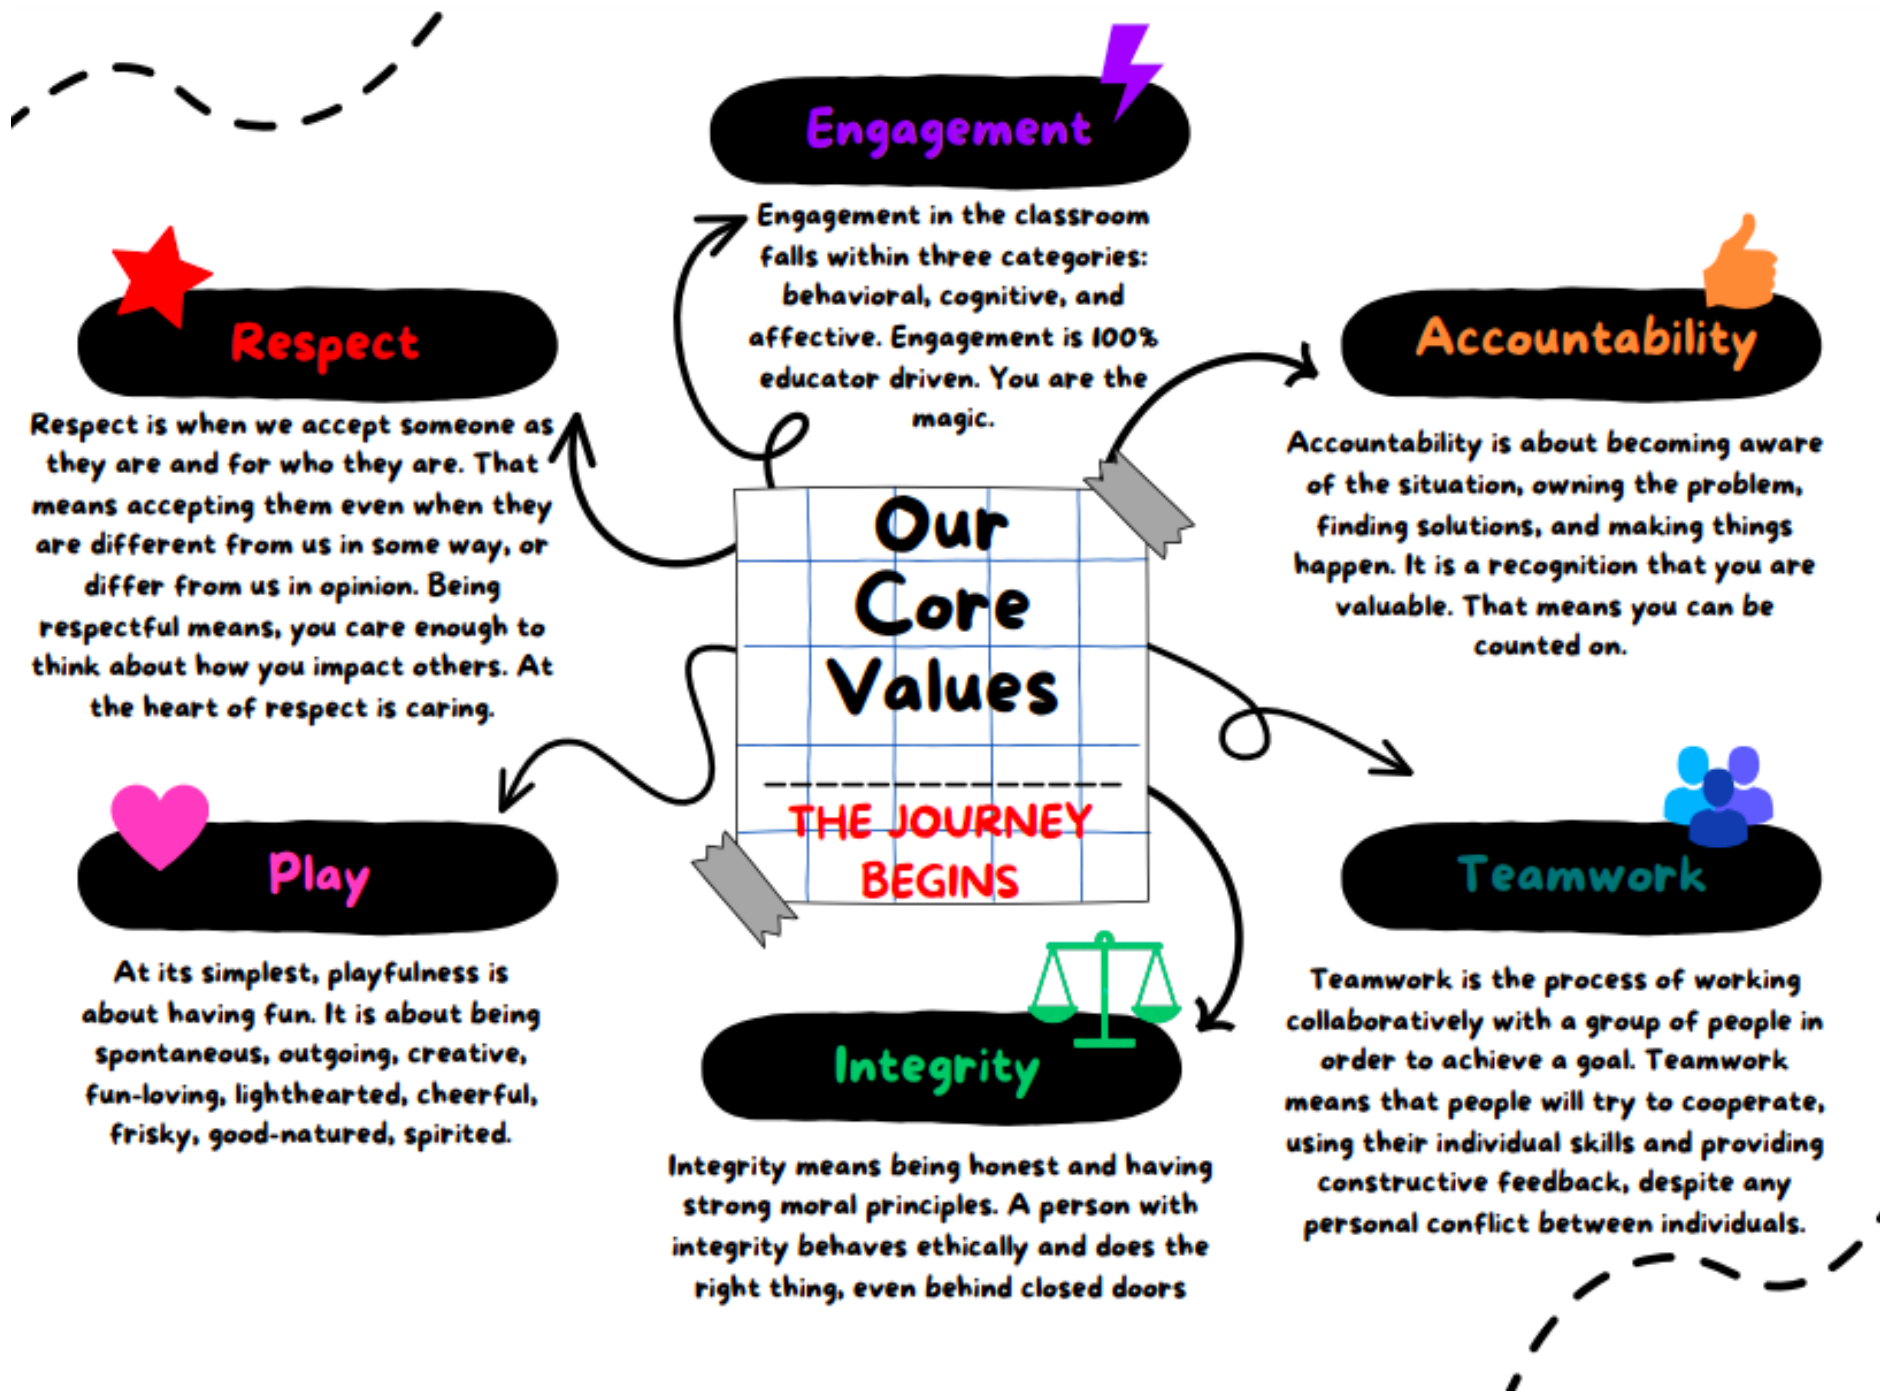 Engagement
Engagement in the classroom
falls within three categories:
behavioral, cognitive, and
affective. Engagement is 100%
educator driven. You are the
magic.
Respect
Respect is when we accept someone as
they are and for who they are. That
means accepting them even when they
are different from us in some way, or
differ from us in opinion. Being
respectful means, you care enough to
think about how you impact others. At
the heart of respect is caring.
Accountability
Accountability is about becoming aware
of the situation, owning the problem,
finding solutions, and making things
happen. It is a recognition that you are
valuable. That means you can be
counted on.
Our
Core
Values
THE JOURNEY
BEGINS
Play
At its simplest, playfulness is
about having fun. It is about being
spontaneous, outgoing, creative,
fun-loving, lighthearted, cheerful,
frisky, good-natured, spirited.
Teamwork
Teamwork is the process of working
collaboratively with a group of people in
order to achieve a goal. Teamwork
means that people will try to cooperate,
using their individual skills and providing
constructive feedback, despite any
personal conflict between individuals.
Integrity
Integrity means being honest and having
strong moral principles. A person with
integrity behaves ethically and does the
right thing, even behind closed doors